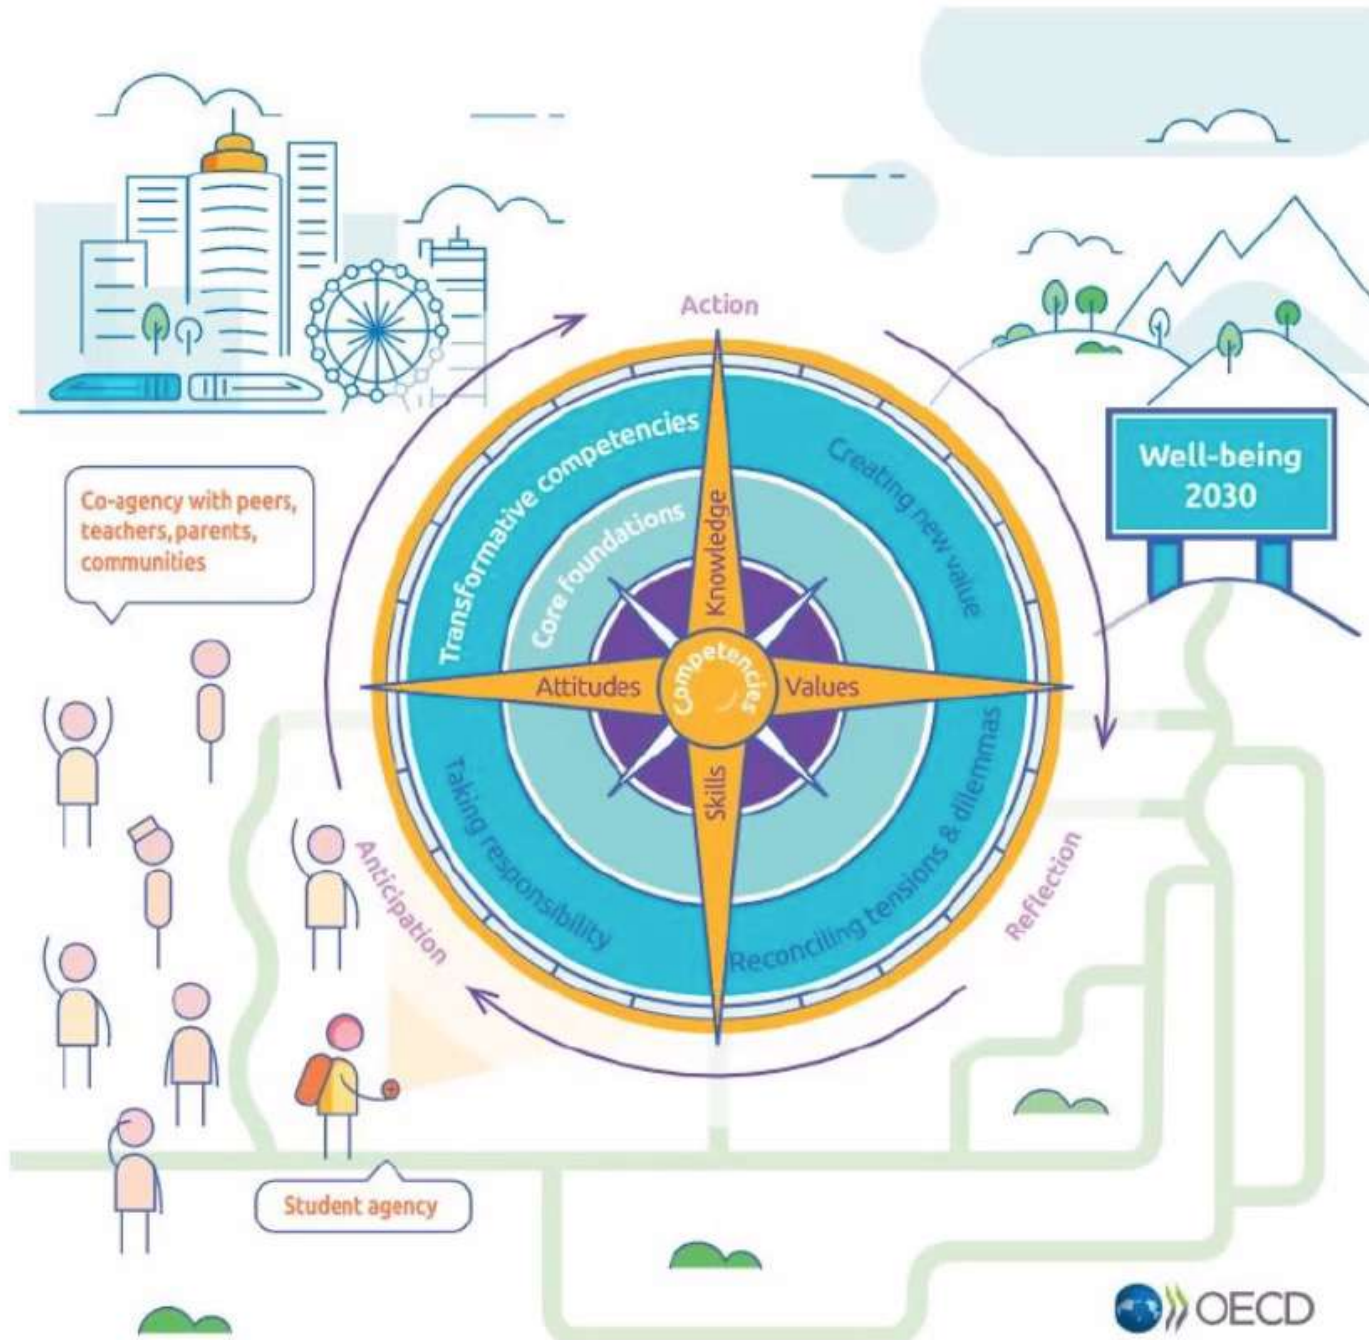 Action
Transformative competencies
Creating new value
Core foundations
Knowledge
Well-being
2030
Co-agency with peers,
teachers, parents,
communities
Attitudes
Competencies
Values
Skills
Taking responsibility
Reconciling tensions & dilemmas
Anticipation
Reflection
Student agency
OECD